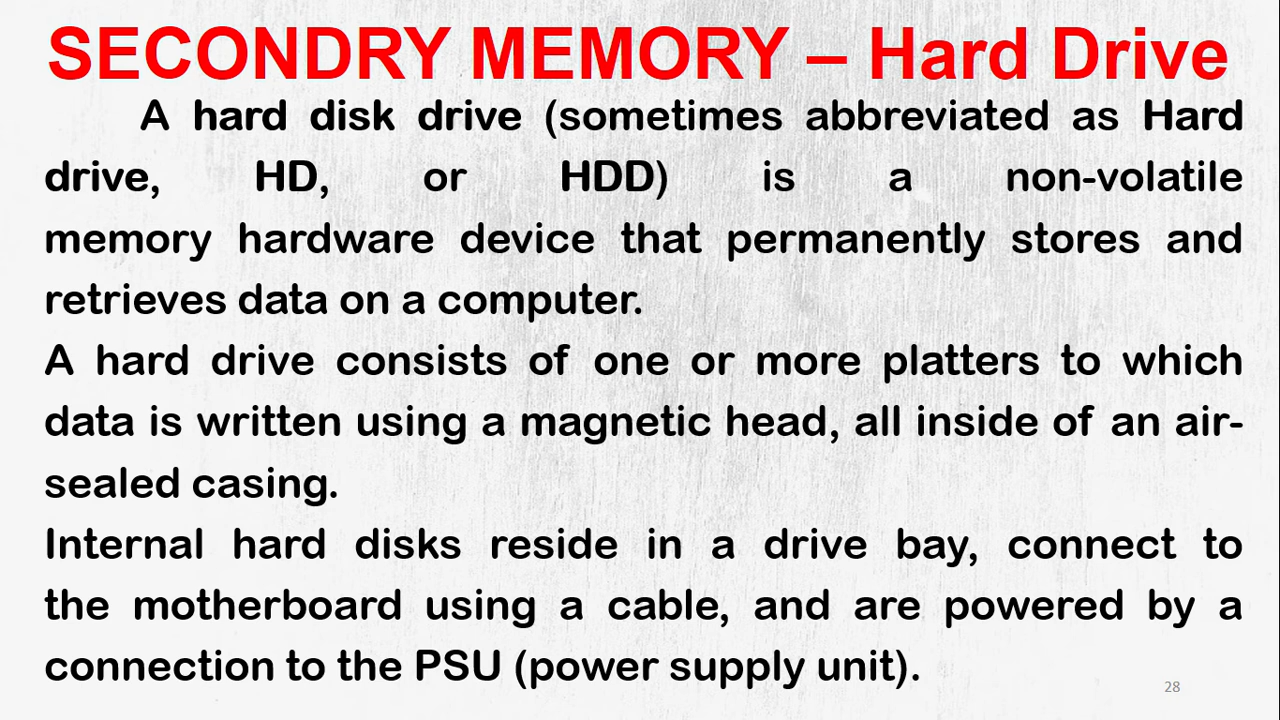 SECONDRY MEMORY – Hard Drive
A hard disk drive (sometimes abbreviated as Hard
drive, HD, or HDD) is a non-volatile
memory hardware device that permanently stores and
retrieves data on a computer.
A hard drive consists of one or more platters to which
data is written using a magnetic head, all inside of an air-
sealed casing.
Internal hard disks reside in a drive bay, connect to
the motherboard using a cable, and are powered by a
connection to the PSU (power supply unit).
28